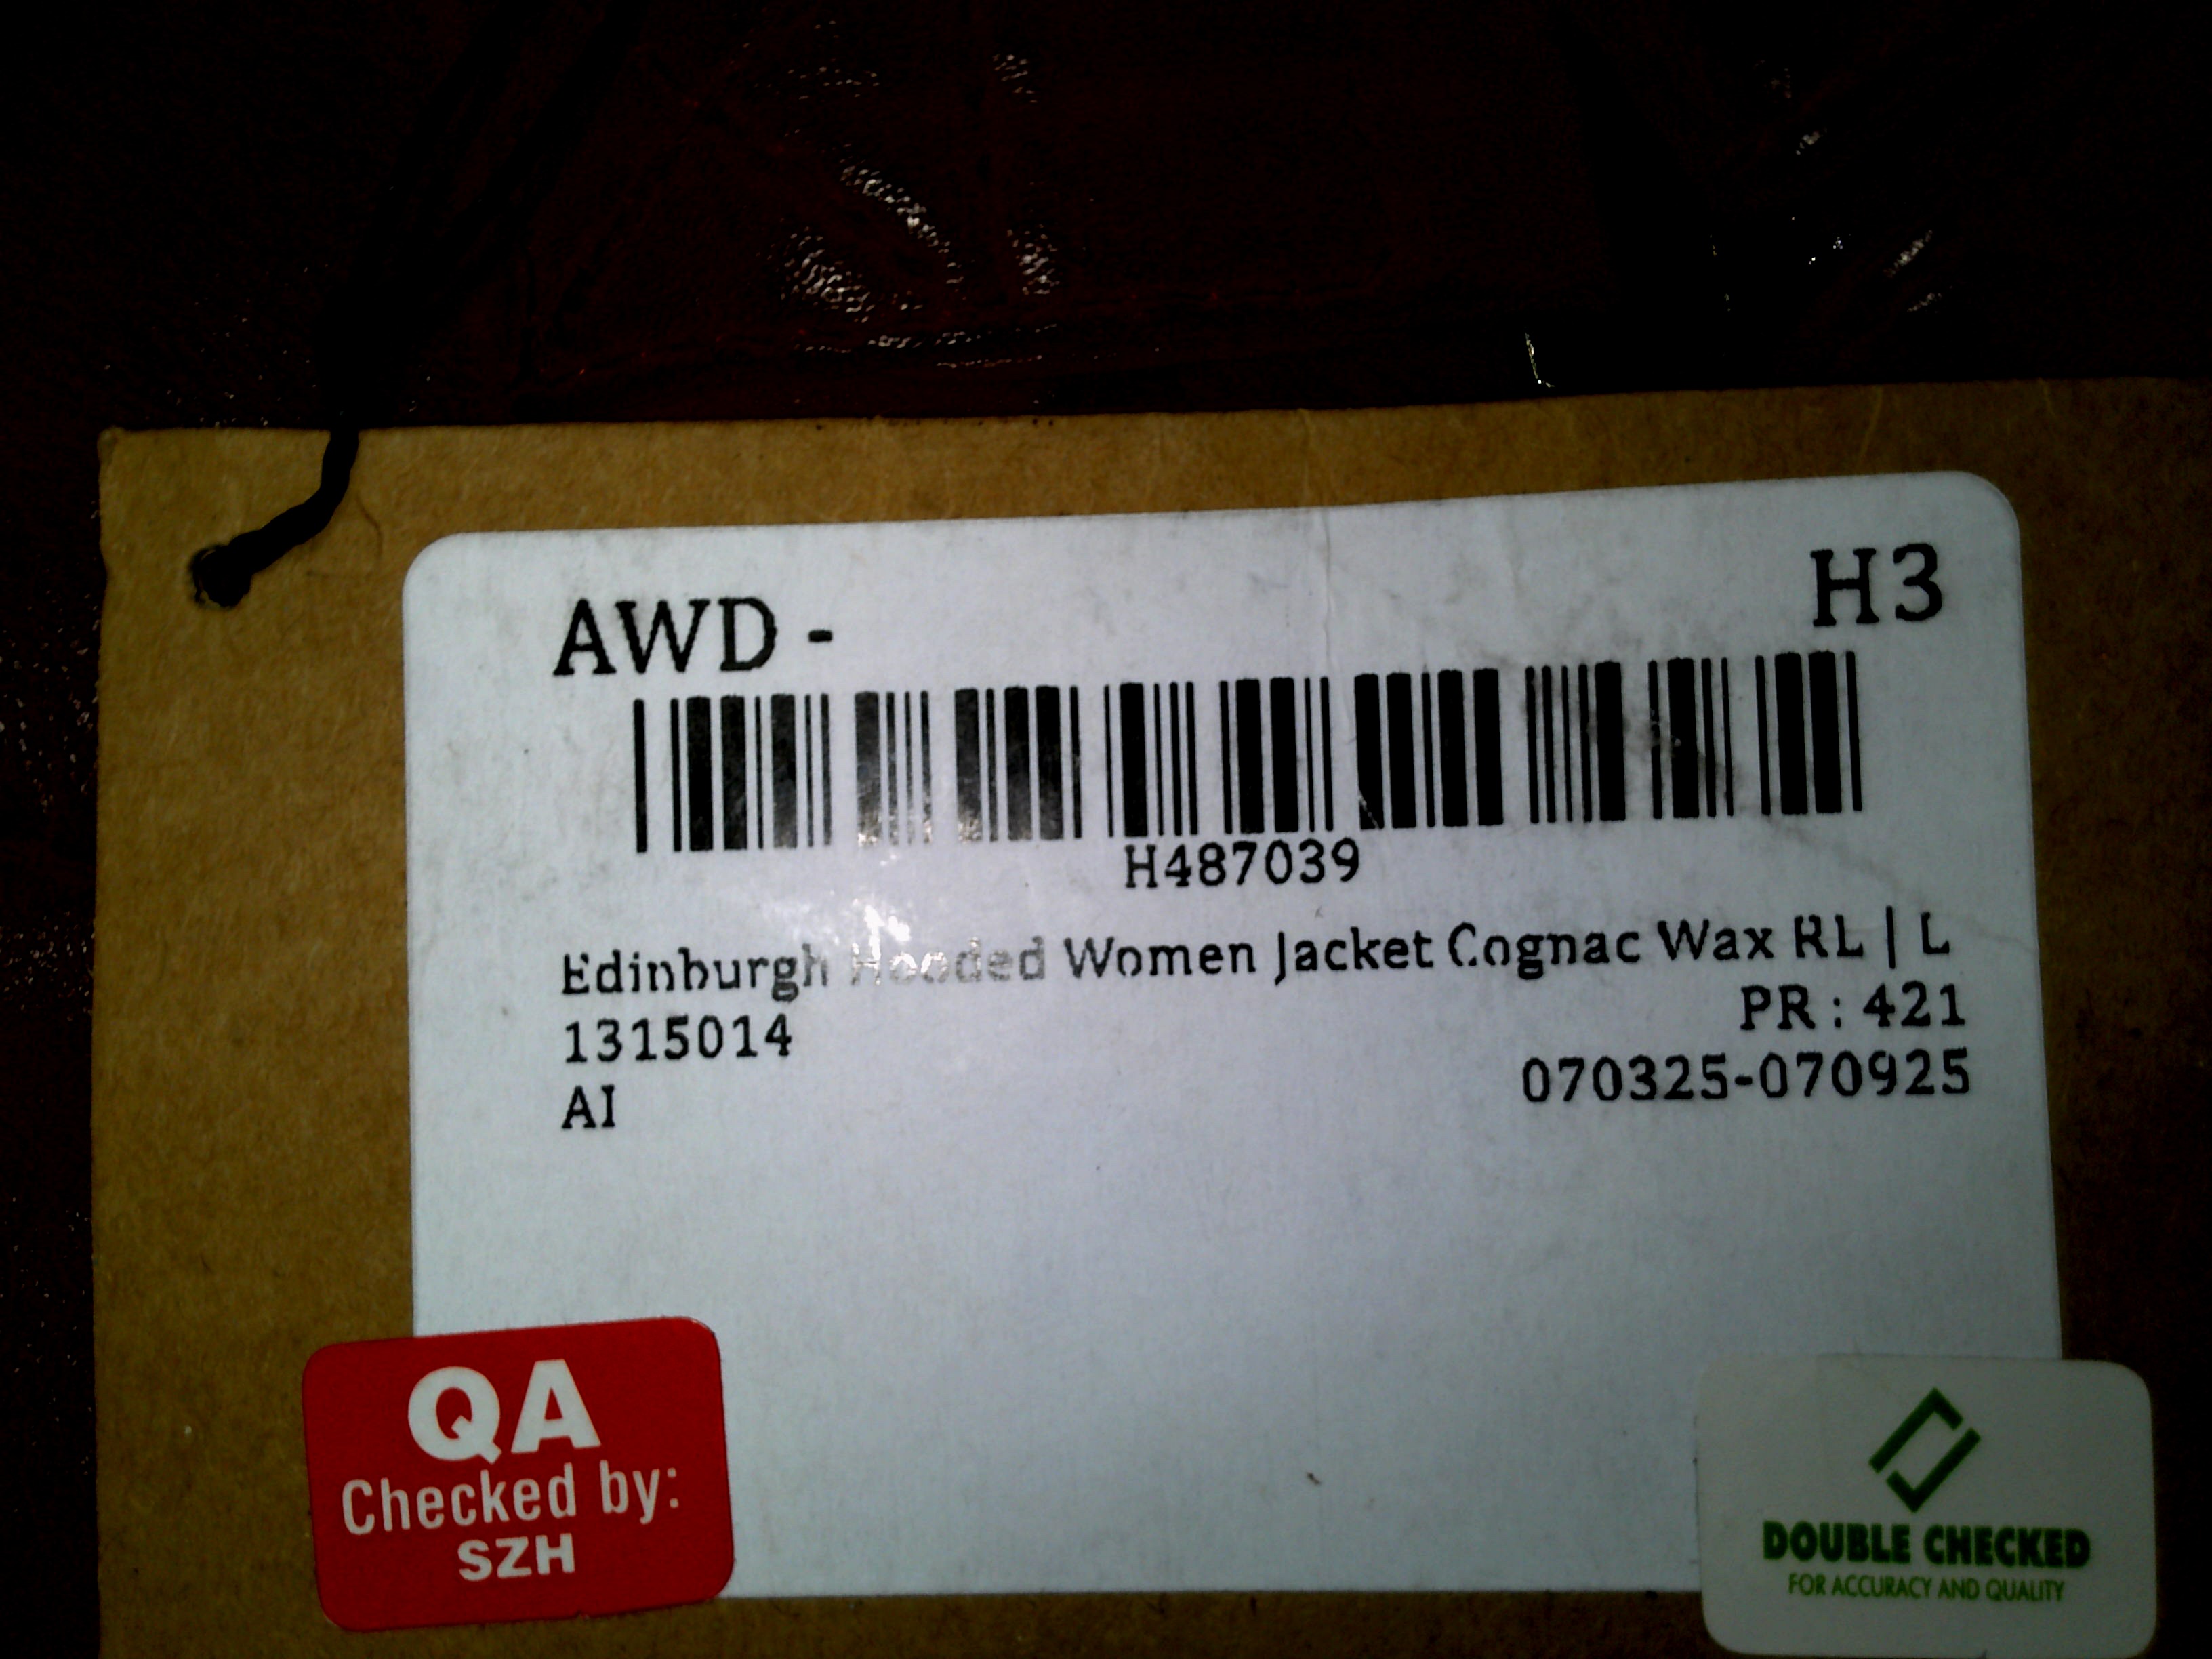 AWD -
H3
H487039
Edinburgh Hooded Women Jacket Cognac Wax RL | L
1315014
PR : 421
AI
070325-070925
QA
Checked by:
SZH
DOUBLE CHECKED
FOR ACCURACY AND QUALITY